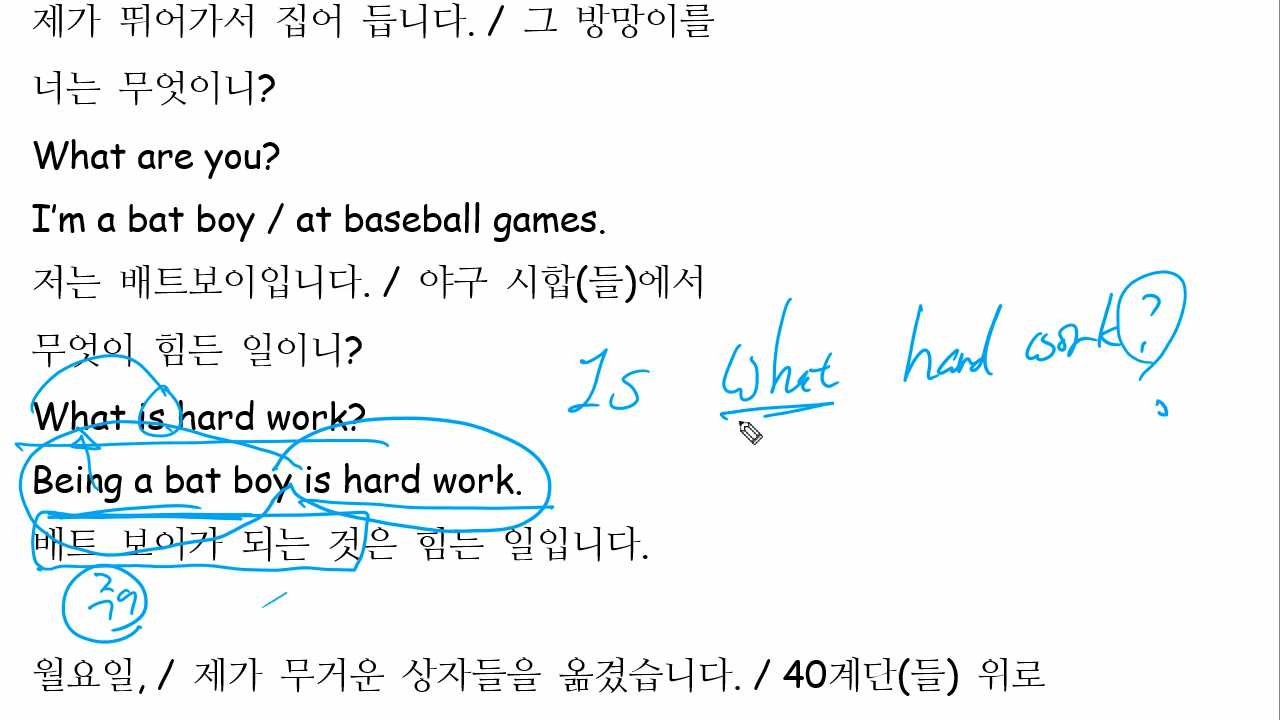 제가 뛰어가서 집어 듭니다. / 그 방망이를
너는 무엇이니?
What are you?
I'm a bat boy / at baseball games.
저는 배트보이입니다. / 야구 시합(들)에서
무엇이 힘든 일이니?
Is what hard work?
What is hard work?
Being a bat boy is hard work.
배트 보이가 되는 것은 힘든 일입니다.
주어
월요일, / 제가 무거운 상자들을 옮겼습니다. / 40계단(들) 위로